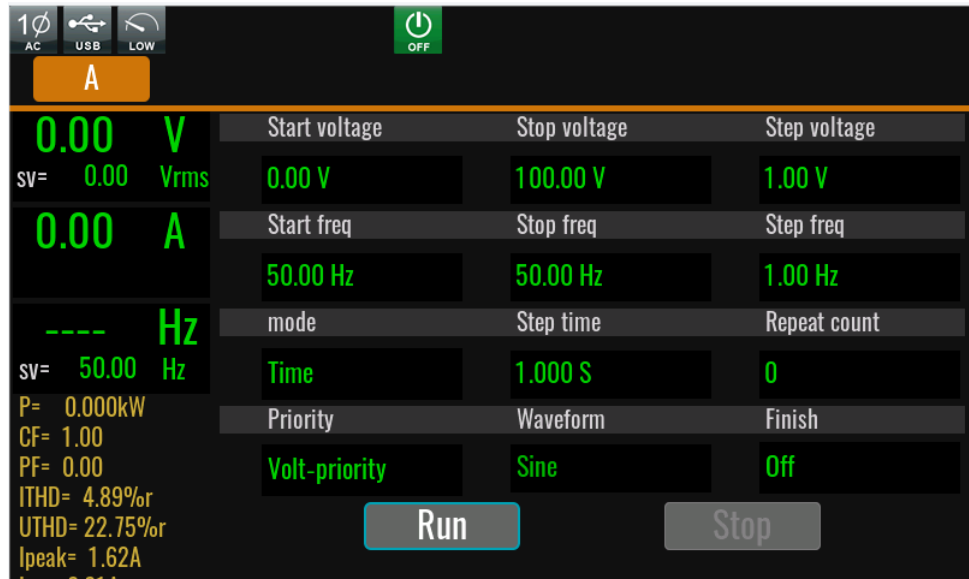 1Ø
AC
USB
LOW
OFF
A
0.00 V
sv= 0.00 Vrms
0.00 A
---- Hz
sv= 50.00 Hz
P= 0.000kW
CF= 1.00
PF= 0.00
ITHD= 4.89%r
UTHD= 22.75%r
Ipeak= 1.62A
Start voltage Stop voltage Step voltage
0.00 V 100.00 V 1.00 V
Start freq Stop freq Step freq
50.00 Hz 50.00 Hz 1.00 Hz
mode Step time Repeat count
Time 1.000 S 0
Priority Waveform Finish
Volt-priority Sine Off
Run Stop